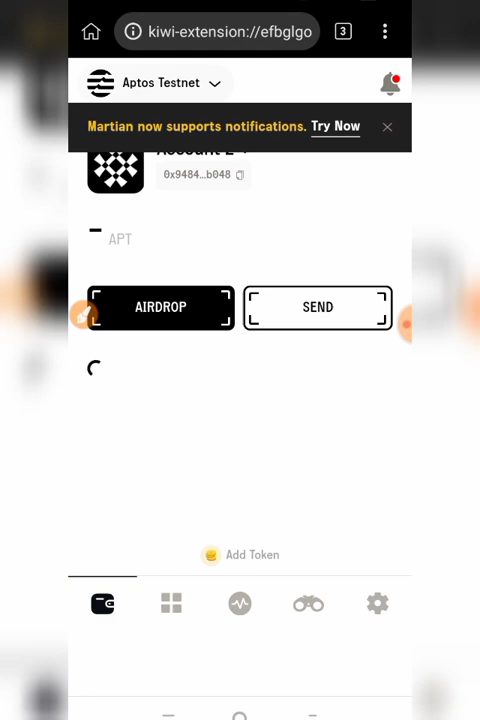 kiwi-extension://efbglgo
3
Aptos Testnet
Martian now supports notifications. Try Now
0x9484...b048
APT
AIRDROP
SEND
Add Token